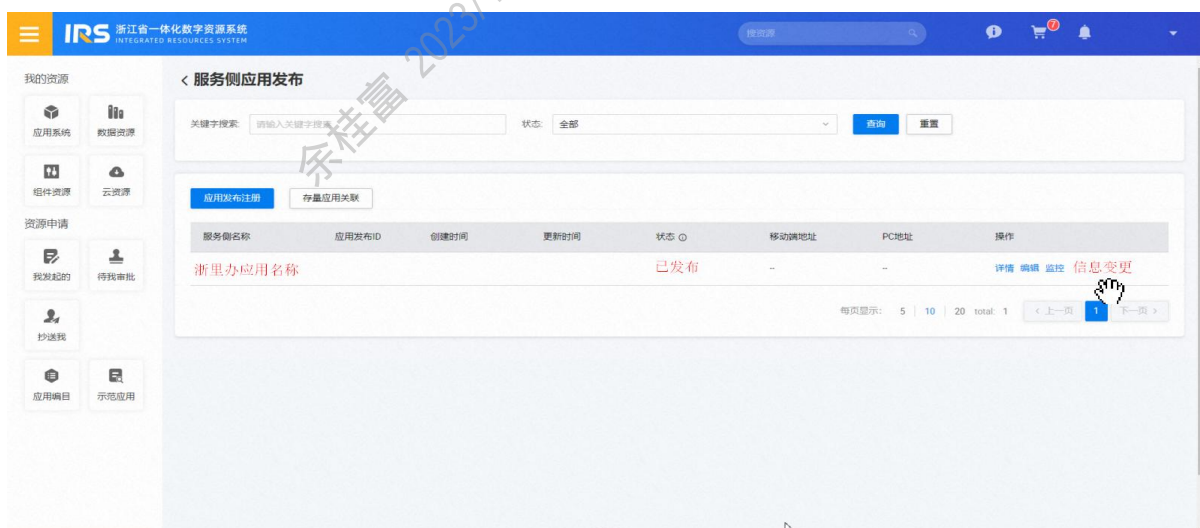 IRS 浙江省一体化数字资源系统
INTEGRATED RESOURCES SYSTEM
搜资源
7
我的资源
应用系统 数据资源
组件资源 云资源
资源申请
我发起的 待我审批
抄送我
应用编目 示范应用
< 服务侧应用发布
关键字搜索: 请输入关键字搜索 状态: 全部 查询 重置
应用发布注册 存量应用关联
服务侧名称 应用发布ID 创建时间 更新时间 状态 移动端地址 PC地址 操作
浙里办应用名称 已发布 -- -- 详情 编辑 监控 信息变更
每页显示: 5 | 10 | 20 total: 1 < 上一页 1 下一页 >
余桂富 2023/